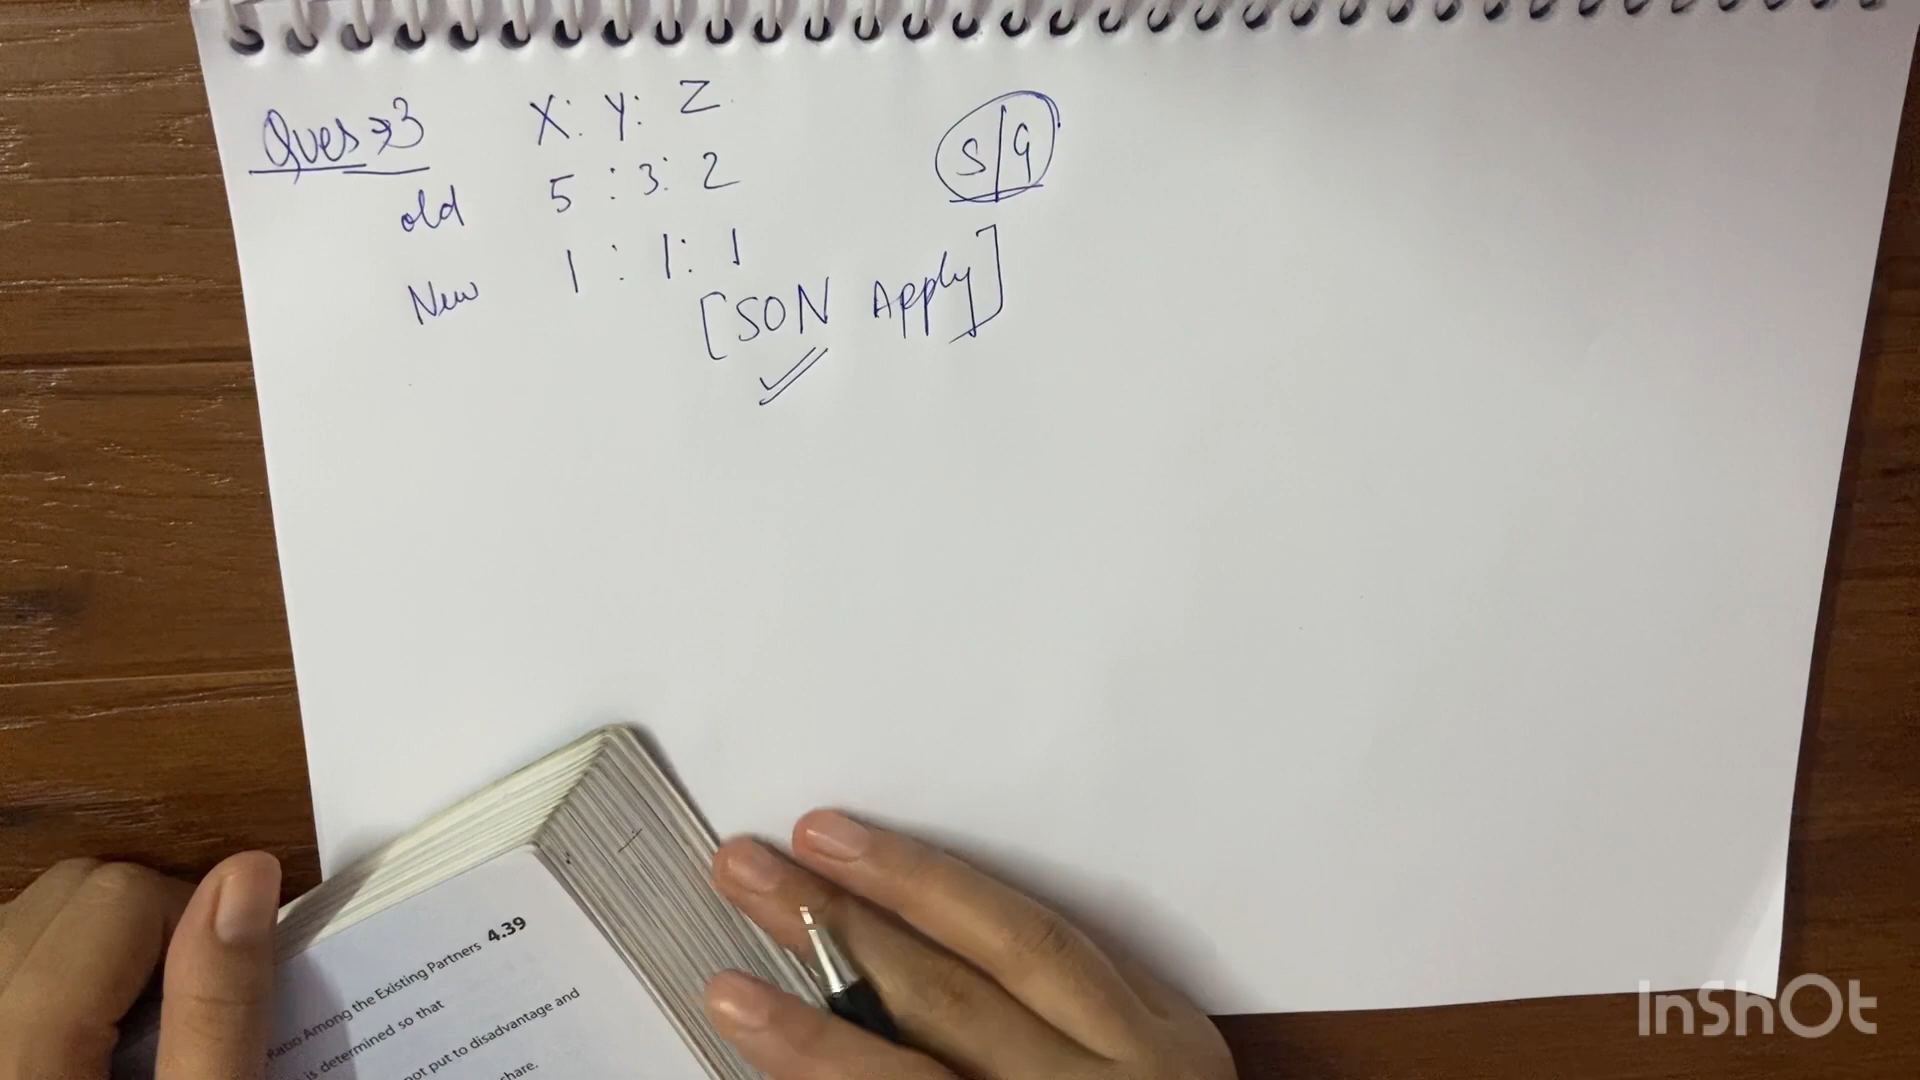 Ques → 3 X: Y: Z
S/G
old 5 : 3: 2
New 1 : 1: 1
[SON Apply]
Ratio Among the Existing Partners 4.39
is determined so that
not put to disadvantage and
share.
InShOt